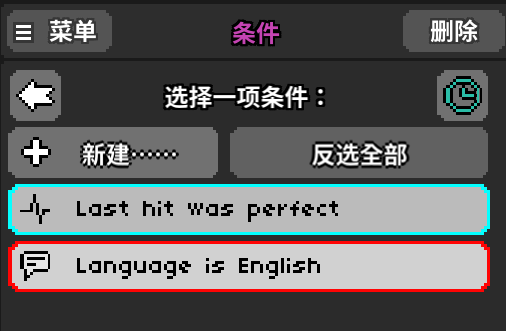 菜单
条件
删除
选择一项条件：
新建……
反选全部
Last hit was perfect
Language is English